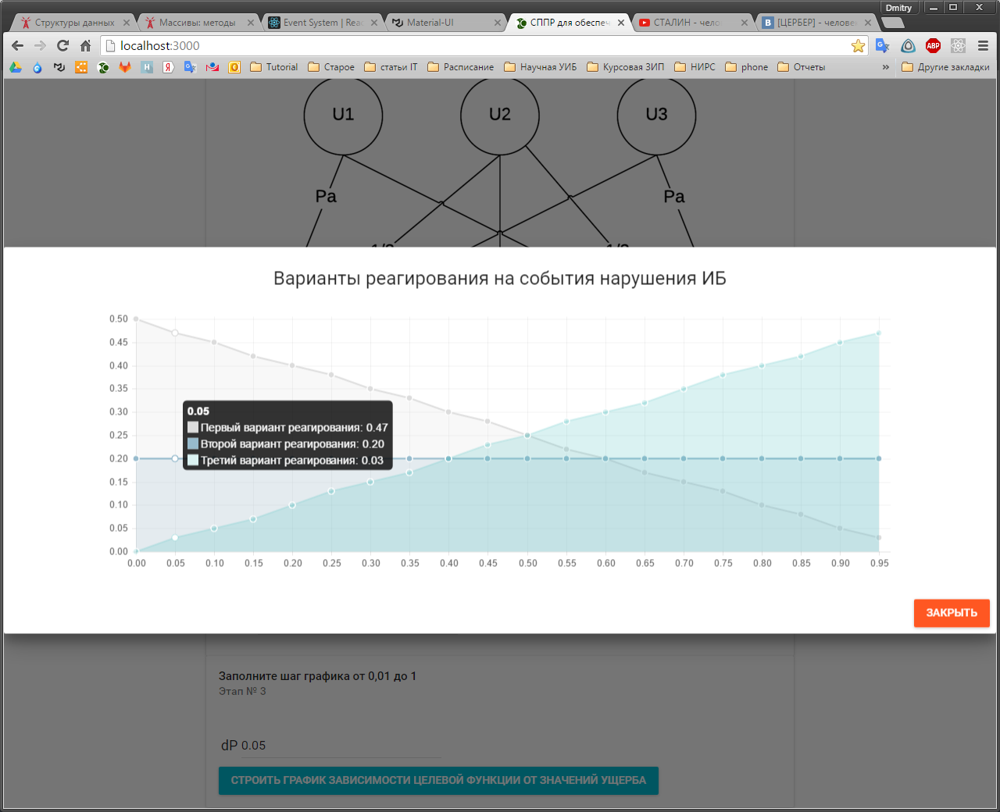 Dmitry
Структуры данных
Массивы: методы
Event System | Reac
Material-UI
СППР для обеспеч
СТАЛИН - чело
[ЦЕРБЕР] - челове
localhost:3000
Tutorial
Старое
статьи IT
Расписание
Научная УИБ
Курсовая ЗИП
НИРС
phone
Отчеты
»
Другие закладки
U1 U2 U3
Pa Pa
Варианты реагирования на события нарушения ИБ
0.50
0.45
0.40
0.35
0.30
0.25
0.20
0.15
0.10
0.05
0.00
0.05
Первый вариант реагирования: 0.47
Второй вариант реагирования: 0.20
Третий вариант реагирования: 0.03
0.00 0.05 0.10 0.15 0.20 0.25 0.30 0.35 0.40 0.45 0.50 0.55 0.60 0.65 0.70 0.75 0.80 0.85 0.90 0.95
ЗАКРЫТЬ
Заполните шаг графика от 0,01 до 1
Этап № 3
dP 0.05
СТРОИТЬ ГРАФИК ЗАВИСИМОСТИ ЦЕЛЕВОЙ ФУНКЦИИ ОТ ЗНАЧЕНИЙ УЩЕРБА